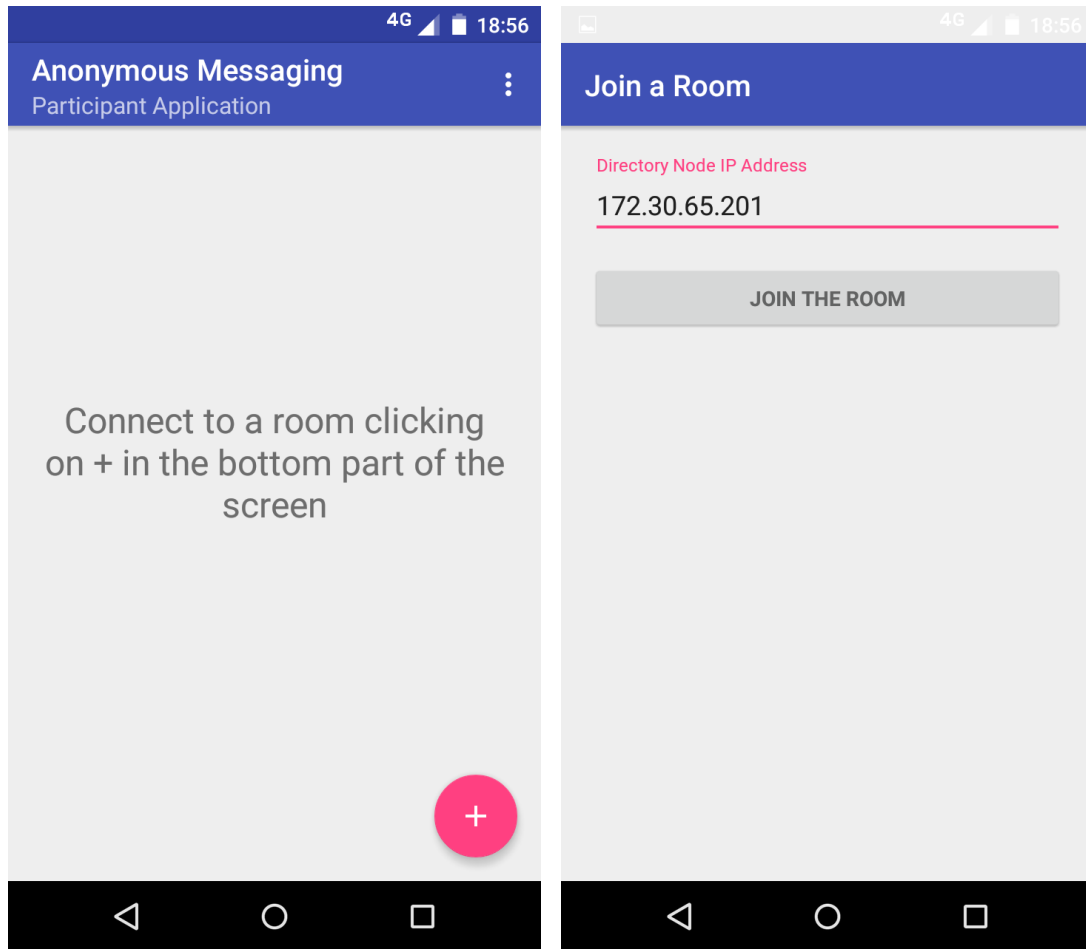 4G 18:56
Anonymous Messaging
Participant Application
Connect to a room clicking
on + in the bottom part of the
screen
+
4G 18:56
Join a Room
Directory Node IP Address
172.30.65.201
JOIN THE ROOM